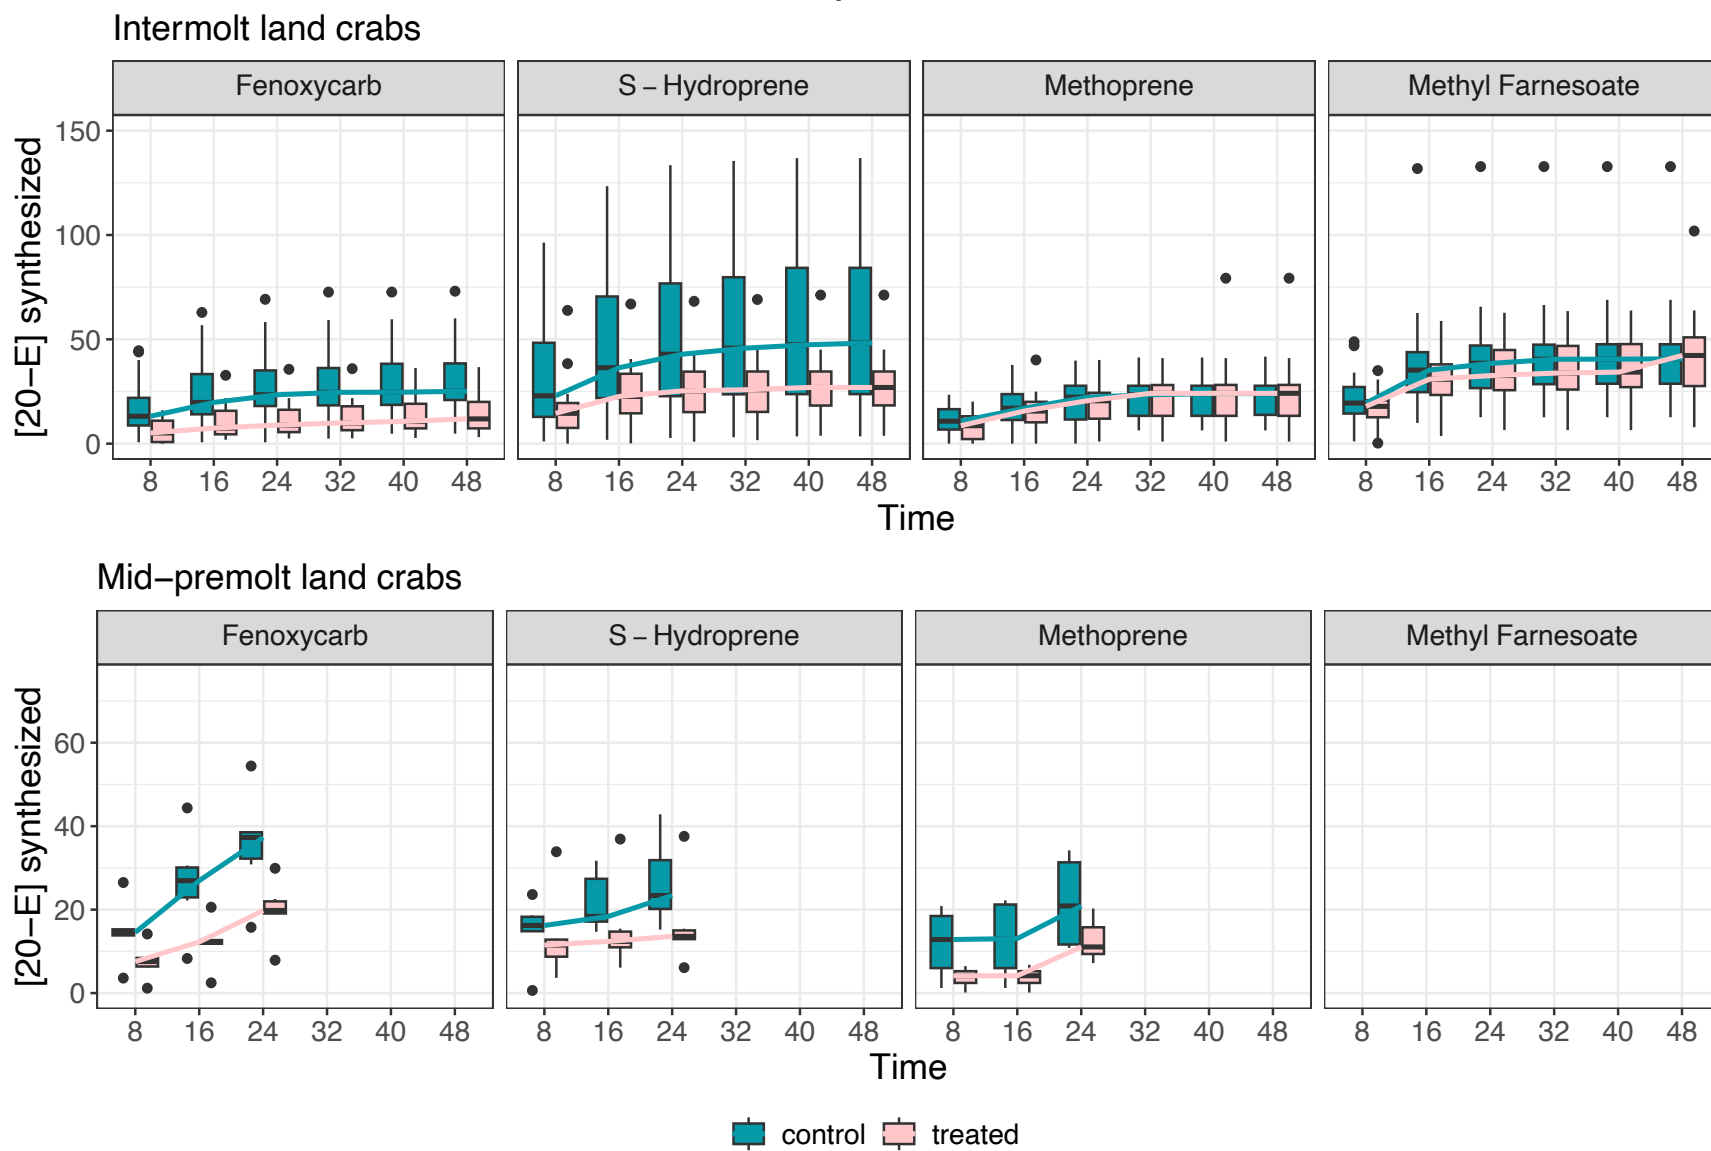 Intermolt land crabs
Fenoxycarb S – Hydroprene Methoprene Methyl Farnesoate
[20–E] synthesized
150
100
50
0
8 16 24 32 40 48 8 16 24 32 40 48 8 16 24 32 40 48 8 16 24 32 40 48
Time
Mid–premolt land crabs
Fenoxycarb S – Hydroprene Methoprene Methyl Farnesoate
[20–E] synthesized
60
40
20
0
8 16 24 32 40 48 8 16 24 32 40 48 8 16 24 32 40 48 8 16 24 32 40 48
Time
control treated